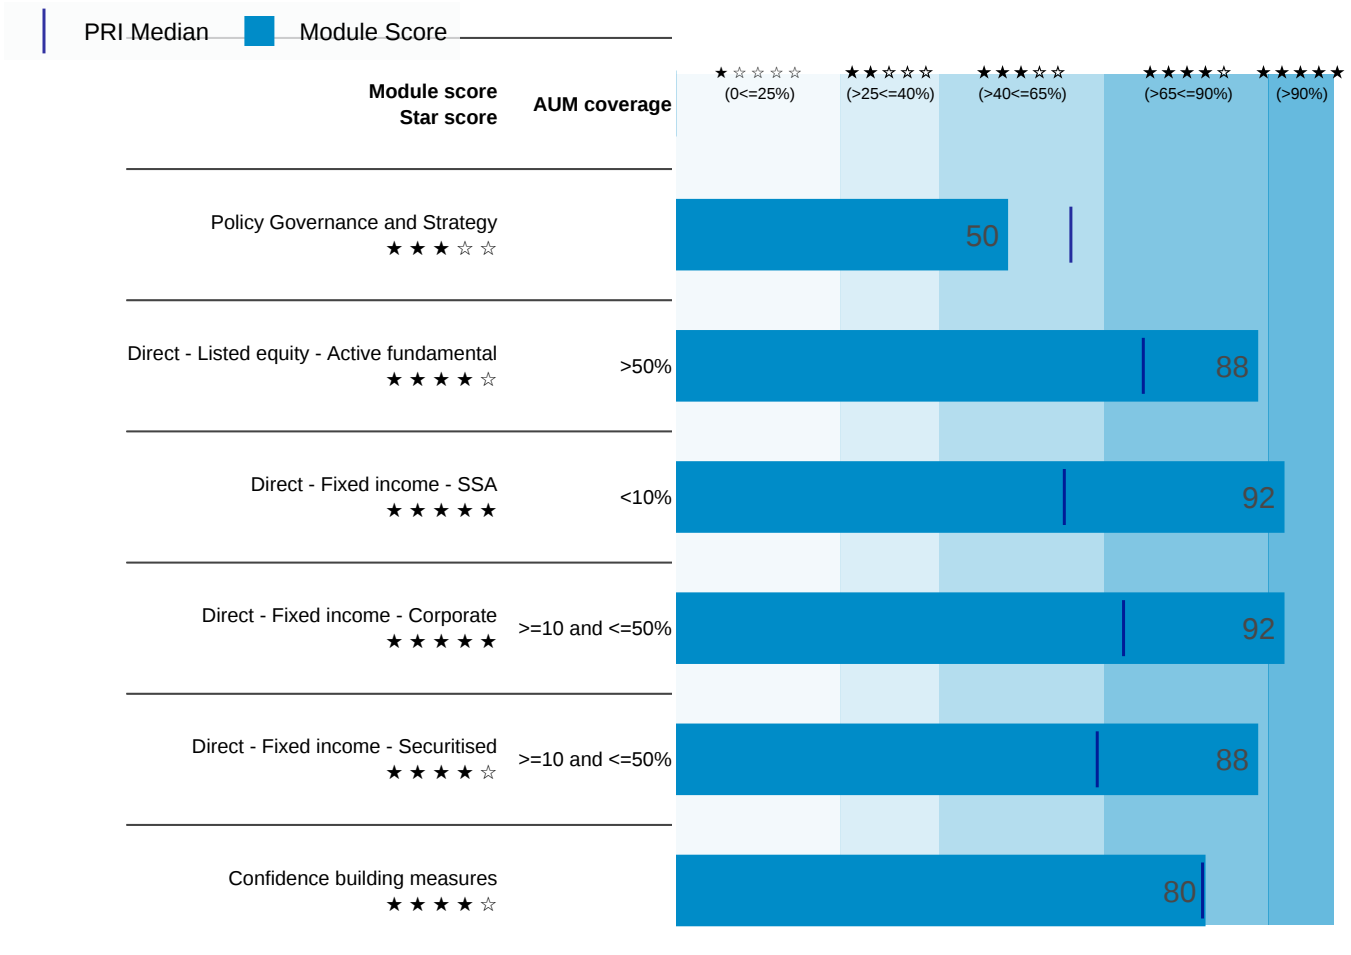 PRI Median Module Score
★☆☆☆☆ ★★☆☆☆ ★★★☆☆ ★★★★☆ ★★★★★
(0<=25%) (>25<=40%) (>40<=65%) (>65<=90%) (>90%)
Module score
Star score
AUM coverage
Policy Governance and Strategy
★★★☆☆
50
Direct - Listed equity - Active fundamental
★★★★☆
>50%
88
Direct - Fixed income - SSA
★★★★★
<10%
92
Direct - Fixed income - Corporate
★★★★★
>=10 and <=50%
92
Direct - Fixed income - Securitised
★★★★☆
>=10 and <=50%
88
Confidence building measures
★★★★☆
80